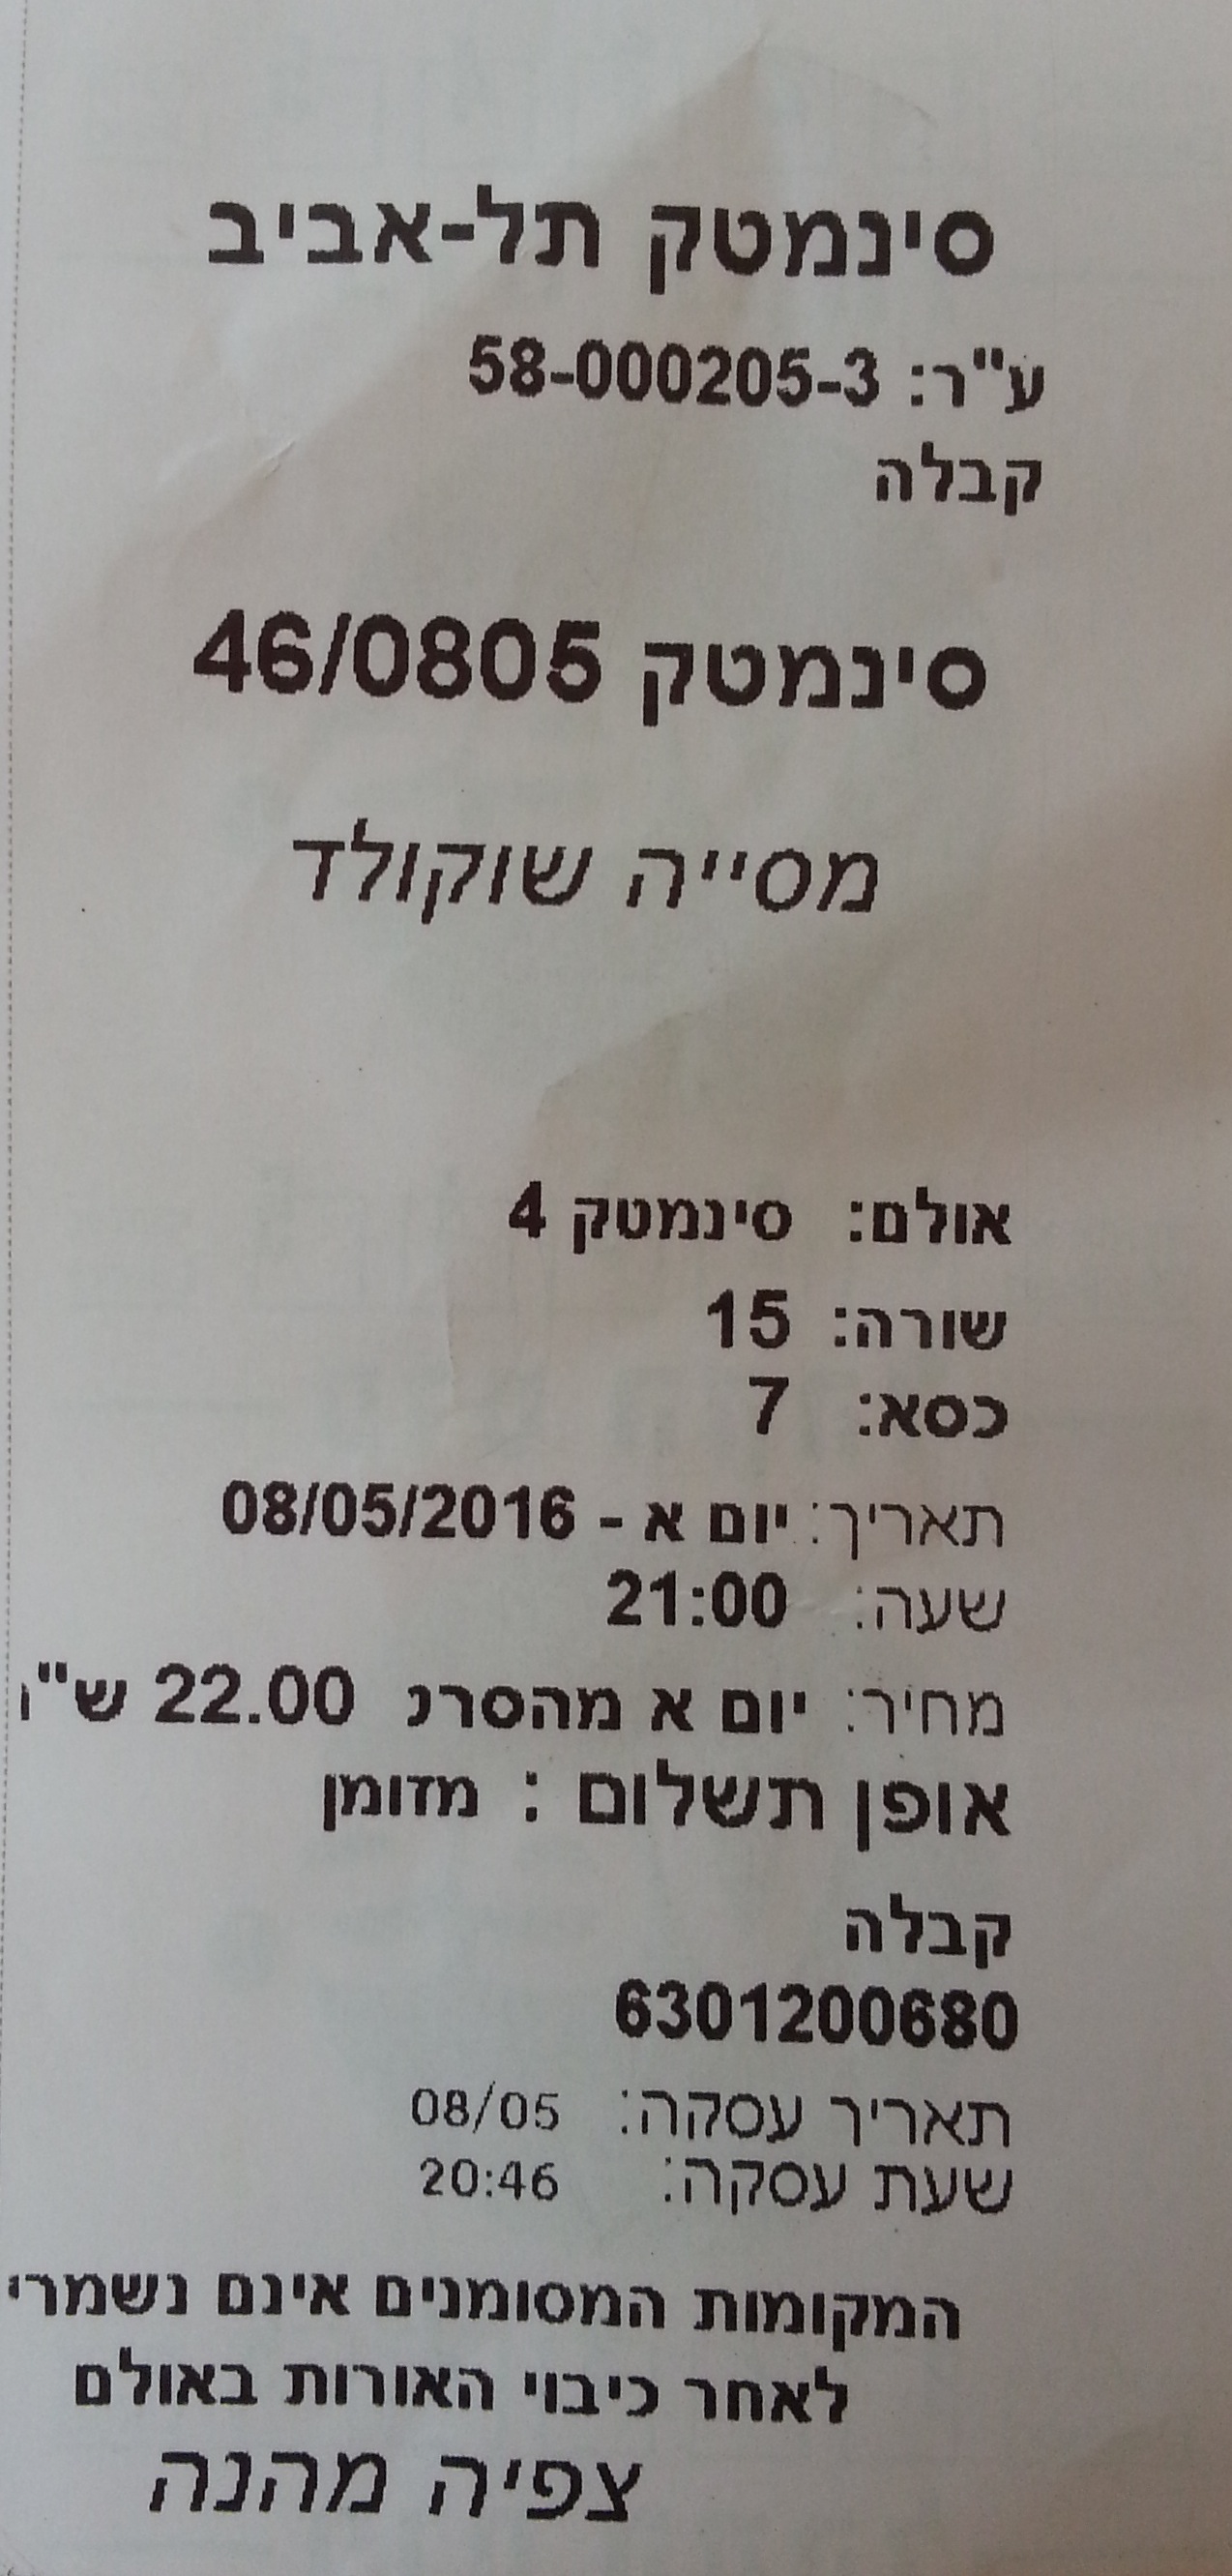 סינמטק תל-אביב
ע"ר: 58-000205-3
קבלה
סינמטק 46/0805
מסייה שוקולד
אולם: סינמטק 4
שורה: 15
כסא: 7
תאריך: יום א - 08/05/2016
שעה: 21:00
מחיר: יום א מהסרט 22.00 ש"ח
אופן תשלום : מזומן
קבלה
6301200680
תאריך עסקה: 08/05
שעת עסקה: 20:46
המקומות המסומנים אינם נשמרי
לאחר כיבוי האורות באולם
צפיה מהנה